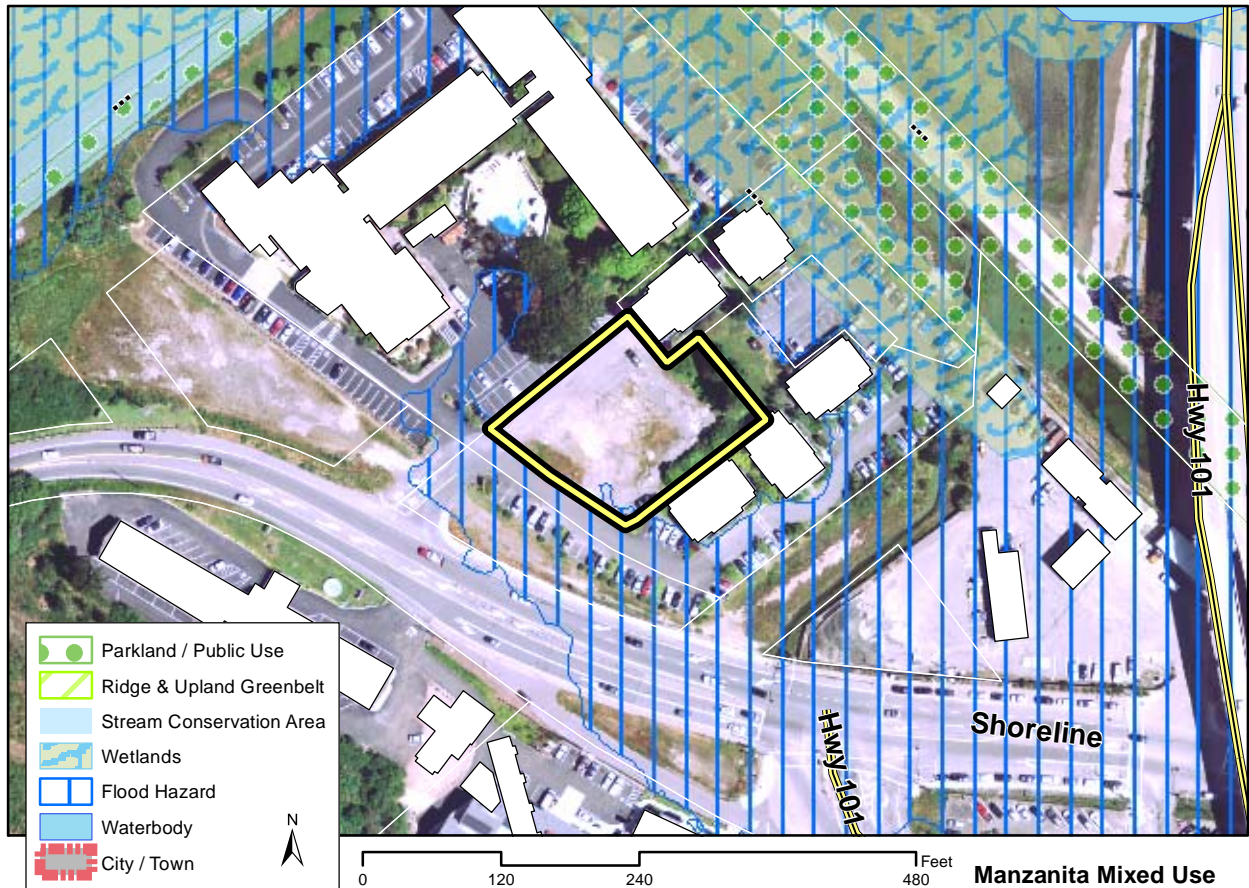 Hwy 101
Shoreline
Hwy 101
Parkland / Public Use
Ridge & Upland Greenbelt
Stream Conservation Area
Wetlands
Flood Hazard
Waterbody
City / Town
N
Feet
0 120 240 480
Manzanita Mixed Use